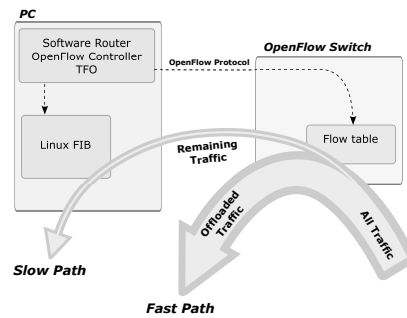 PC
Software Router
OpenFlow Controller
TFO
OpenFlow Protocol
OpenFlow Switch
Linux FIB
Flow table
Remaining
Traffic
Offloaded
Traffic
All Traffic
Slow Path
Fast Path